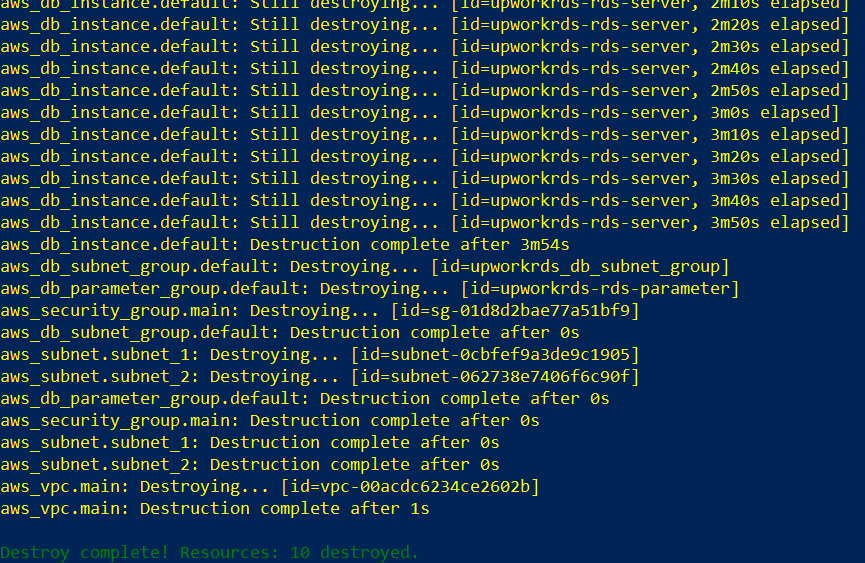 aws_db_instance.default: Still destroying... [id=upworkrds-rds-server, 2m10s elapsed]
aws_db_instance.default: Still destroying... [id=upworkrds-rds-server, 2m20s elapsed]
aws_db_instance.default: Still destroying... [id=upworkrds-rds-server, 2m30s elapsed]
aws_db_instance.default: Still destroying... [id=upworkrds-rds-server, 2m40s elapsed]
aws_db_instance.default: Still destroying... [id=upworkrds-rds-server, 2m50s elapsed]
aws_db_instance.default: Still destroying... [id=upworkrds-rds-server, 3m0s elapsed]
aws_db_instance.default: Still destroying... [id=upworkrds-rds-server, 3m10s elapsed]
aws_db_instance.default: Still destroying... [id=upworkrds-rds-server, 3m20s elapsed]
aws_db_instance.default: Still destroying... [id=upworkrds-rds-server, 3m30s elapsed]
aws_db_instance.default: Still destroying... [id=upworkrds-rds-server, 3m40s elapsed]
aws_db_instance.default: Still destroying... [id=upworkrds-rds-server, 3m50s elapsed]
aws_db_instance.default: Destruction complete after 3m54s
aws_db_subnet_group.default: Destroying... [id=upworkrds_db_subnet_group]
aws_db_parameter_group.default: Destroying... [id=upworkrds-rds-parameter]
aws_security_group.main: Destroying... [id=sg-01d8d2bae77a51bf9]
aws_db_subnet_group.default: Destruction complete after 0s
aws_subnet.subnet_1: Destroying... [id=subnet-0cbfef9a3de9c1905]
aws_subnet.subnet_2: Destroying... [id=subnet-062738e7406f6c90f]
aws_db_parameter_group.default: Destruction complete after 0s
aws_security_group.main: Destruction complete after 0s
aws_subnet.subnet_1: Destruction complete after 0s
aws_subnet.subnet_2: Destruction complete after 0s
aws_vpc.main: Destroying... [id=vpc-00acdc6234ce2602b]
aws_vpc.main: Destruction complete after 1s
Destroy complete! Resources: 10 destroyed.